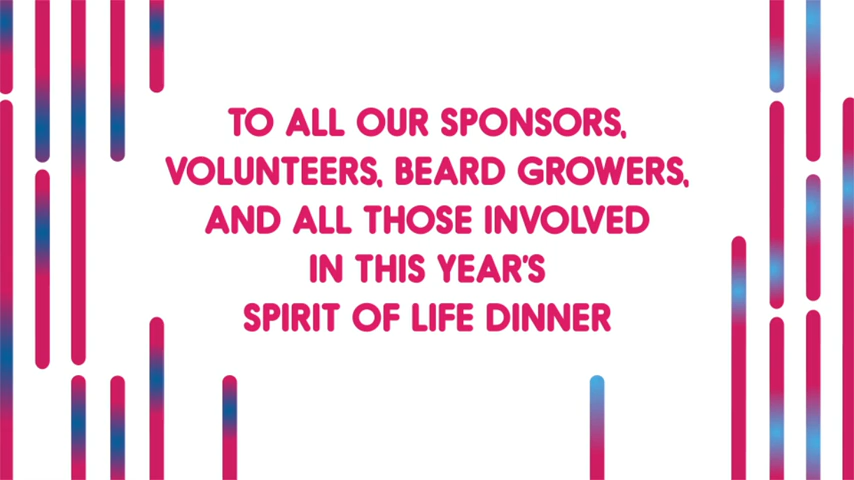 TO ALL OUR SPONSORS,
VOLUNTEERS, BEARD GROWERS,
AND ALL THOSE INVOLVED
IN THIS YEAR'S
SPIRIT OF LIFE DINNER